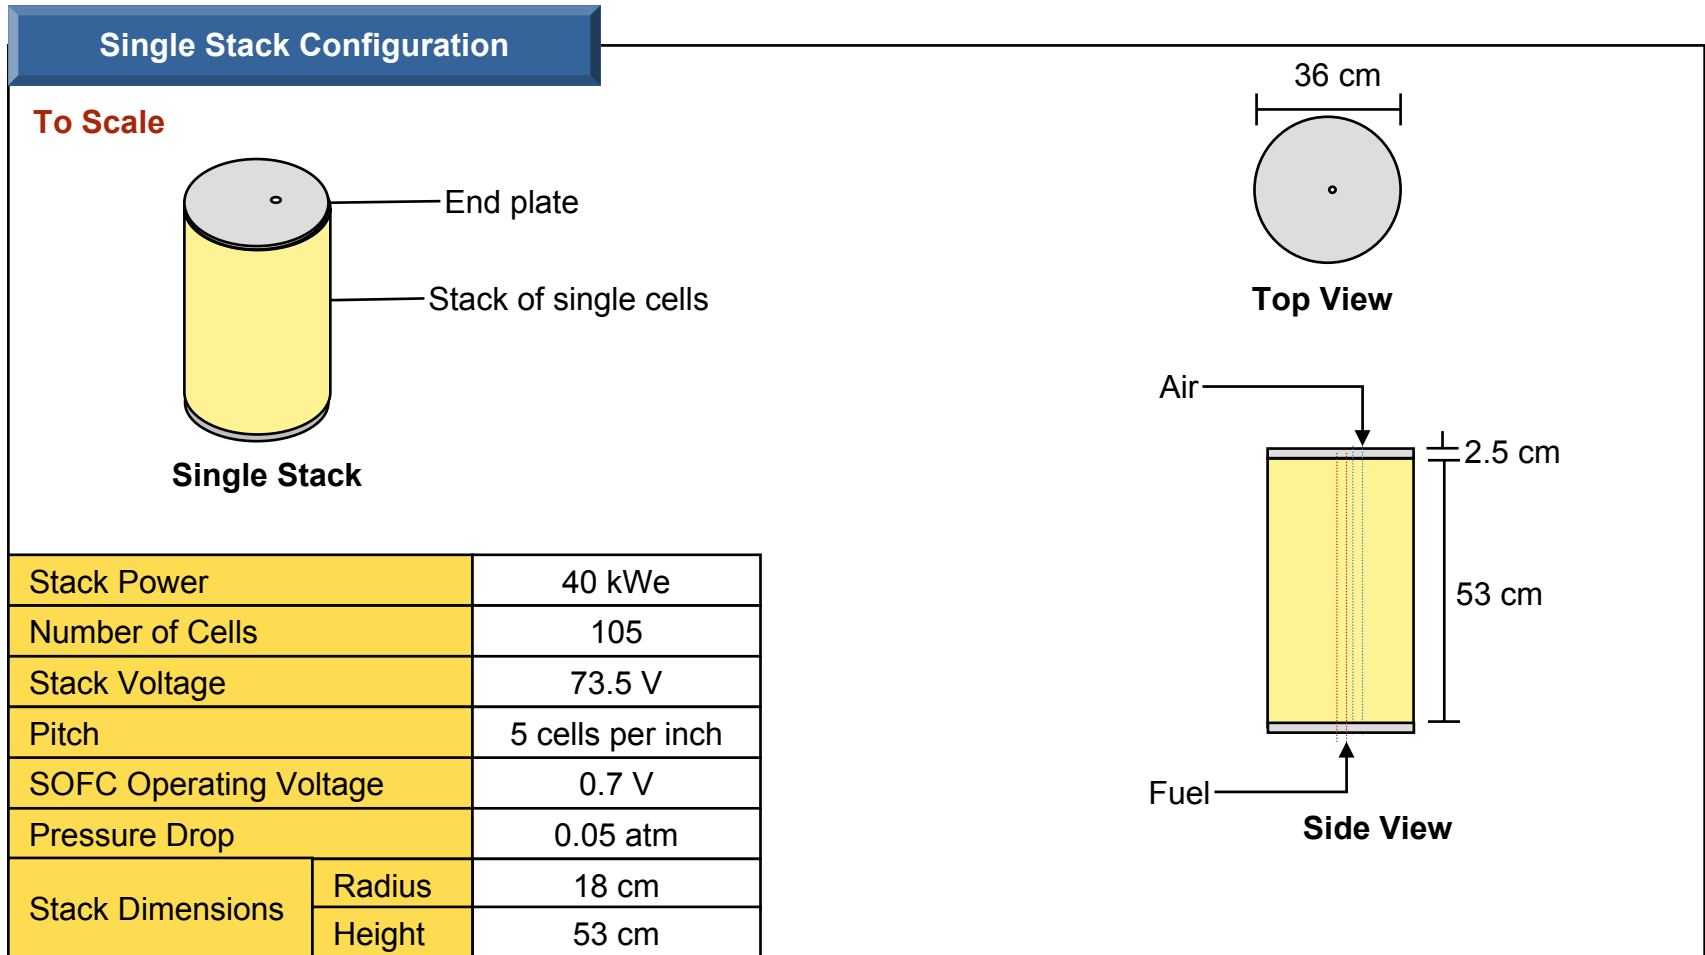 Single Stack Configuration
To Scale
End plate
Stack of single cells
Single Stack
36 cm
Top View
Air
2.5 cm
53 cm
Fuel
Side View
Stack Power 40 kWe
Number of Cells 105
Stack Voltage 73.5 V
Pitch 5 cells per inch
SOFC Operating Voltage 0.7 V
Pressure Drop 0.05 atm
Stack Dimensions Radius 18 cm
Height 53 cm